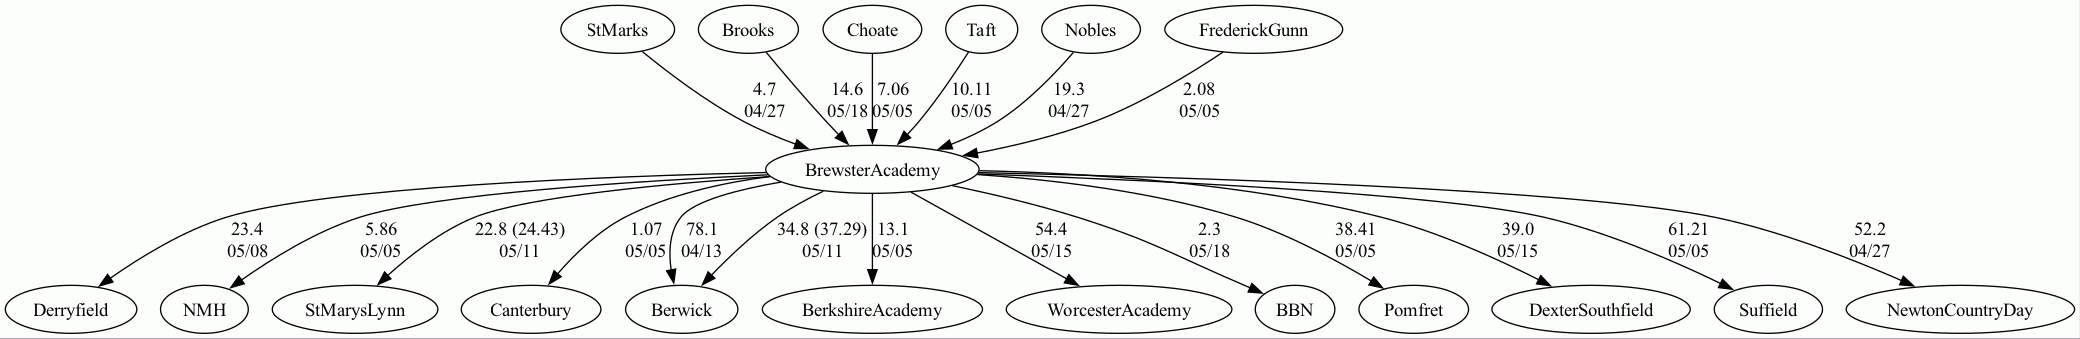 StMarks
Brooks
Choate
Taft
Nobles
FrederickGunn
4.7
04/27
14.6
05/18
7.06
05/05
10.11
05/05
19.3
04/27
2.08
05/05
BrewsterAcademy
23.4
05/08
5.86
05/05
22.8 (24.43)
05/11
1.07
05/05
78.1
04/13
34.8 (37.29)
05/11
13.1
05/05
54.4
05/15
2.3
05/18
38.41
05/05
39.0
05/15
61.21
05/05
52.2
04/27
Derryfield
NMH
StMarysLynn
Canterbury
Berwick
BerkshireAcademy
WorcesterAcademy
BBN
Pomfret
DexterSouthfield
Suffield
NewtonCountryDay